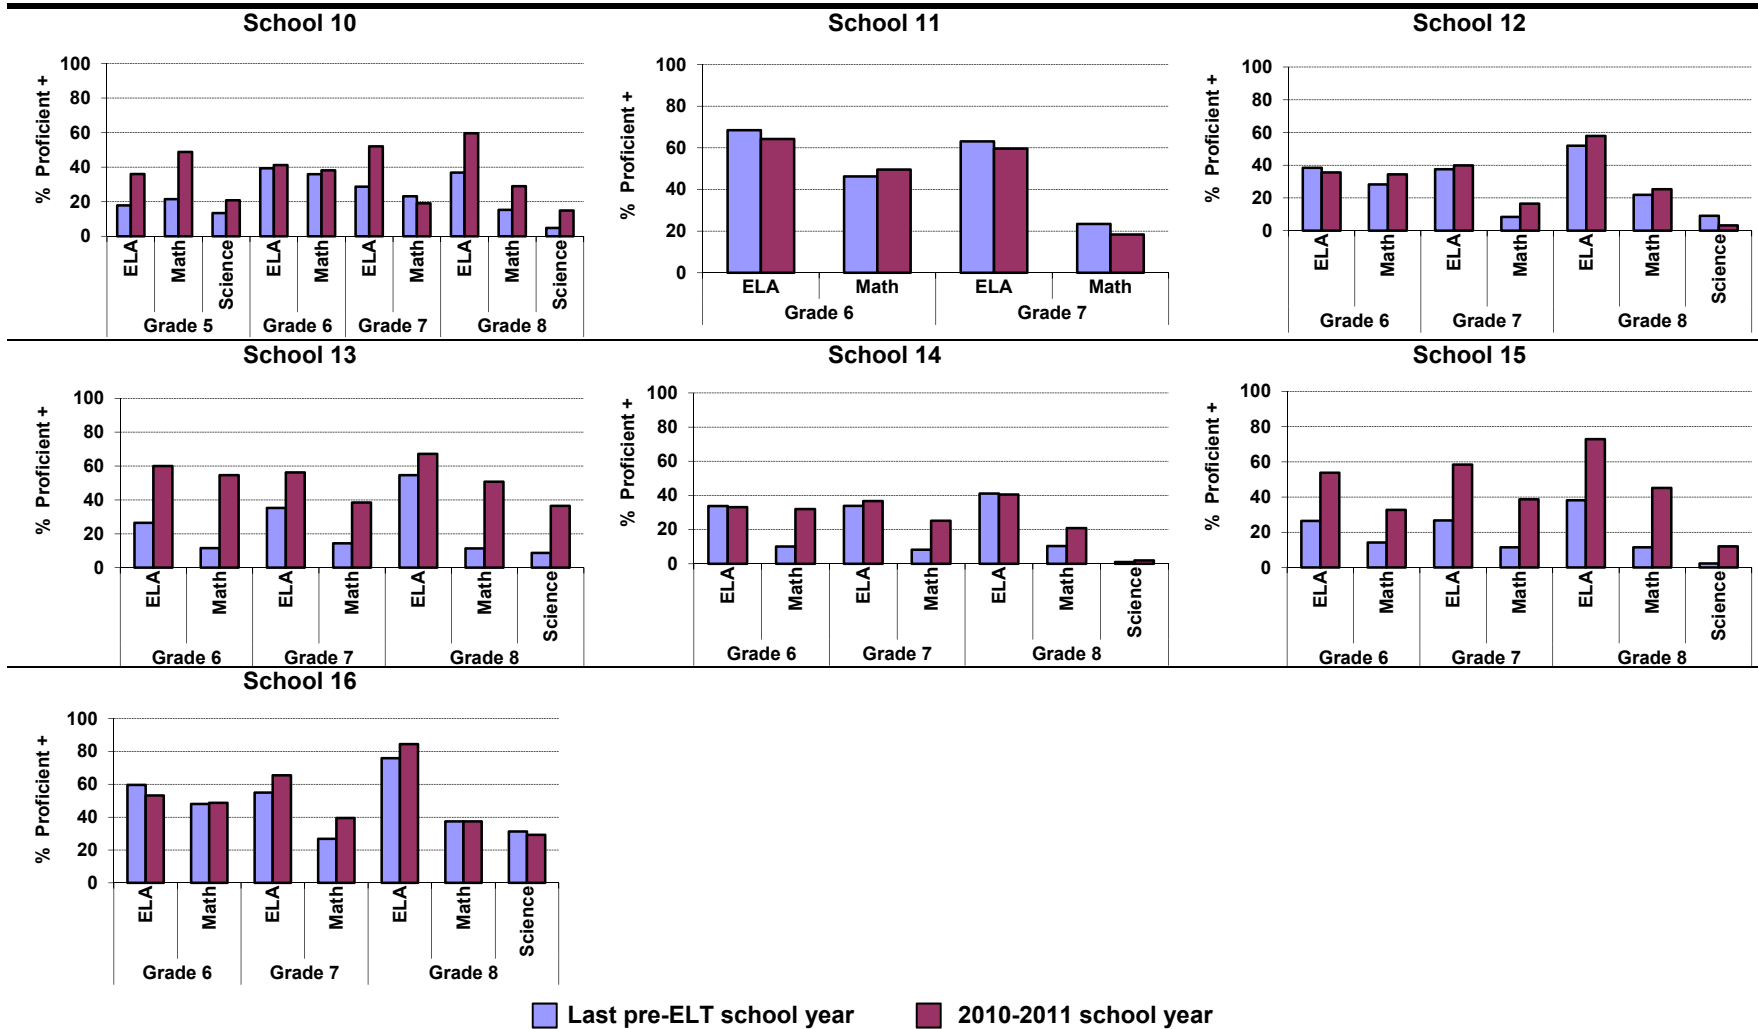 School 10
% Proficient +
100
80
60
40
20
0
ELA Math Science ELA Math ELA Math ELA Math Science
Grade 5 Grade 6 Grade 7 Grade 8
School 11
% Proficient +
100
80
60
40
20
0
ELA Math ELA Math
Grade 6 Grade 7
School 12
% Proficient +
100
80
60
40
20
0
ELA Math ELA Math ELA Math Science
Grade 6 Grade 7 Grade 8
School 13
% Proficient +
100
80
60
40
20
0
ELA Math ELA Math ELA Math Science
Grade 6 Grade 7 Grade 8
School 14
% Proficient +
100
80
60
40
20
0
ELA Math ELA Math ELA Math Science
Grade 6 Grade 7 Grade 8
School 15
% Proficient +
100
80
60
40
20
0
ELA Math ELA Math ELA Math Science
Grade 6 Grade 7 Grade 8
School 16
% Proficient +
100
80
60
40
20
0
ELA Math ELA Math ELA Math Science
Grade 6 Grade 7 Grade 8
Last pre-ELT school year 2010-2011 school year